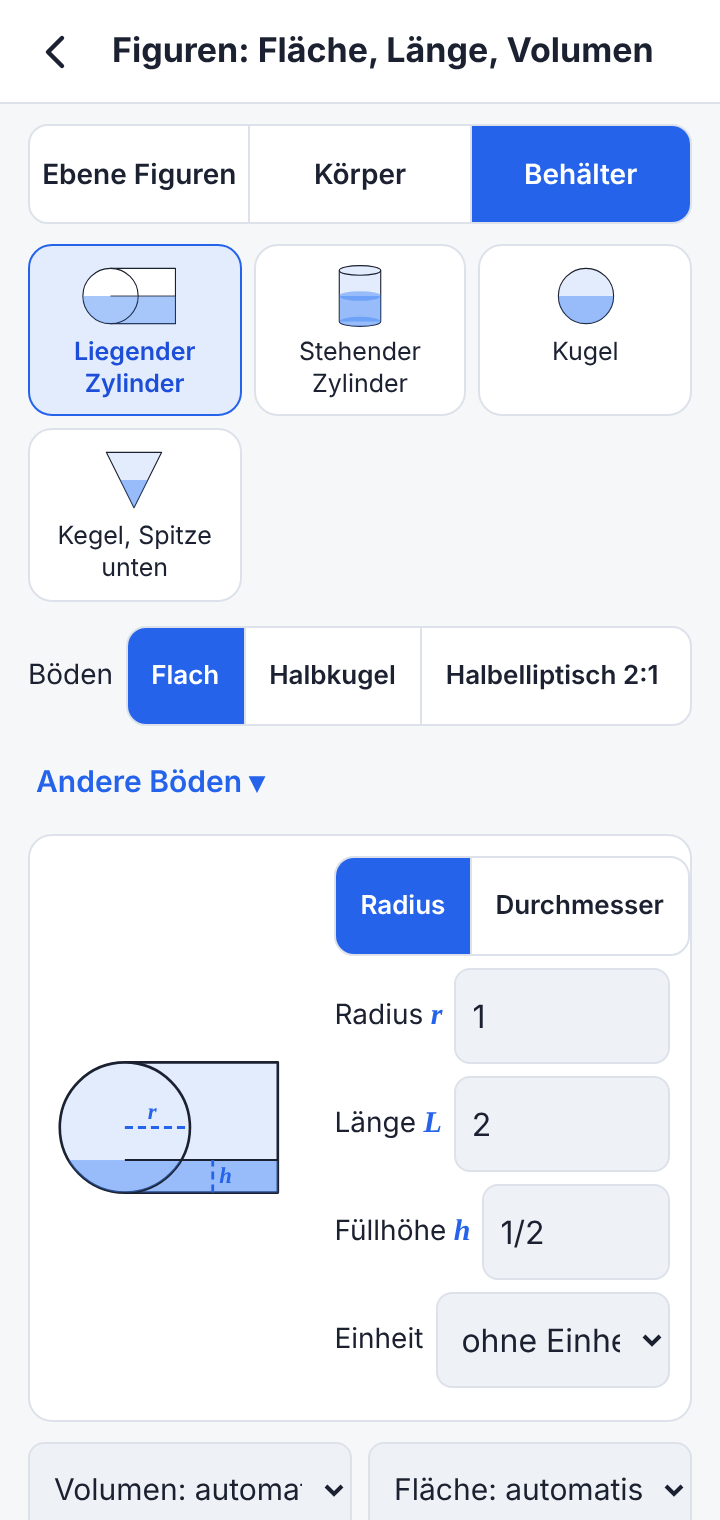 Figuren: Fläche, Länge, Volumen
Ebene Figuren
Körper
Behälter
Liegender
Zylinder
Stehender
Zylinder
Kugel
Kegel, Spitze
unten
Böden
Flach
Halbkugel
Halbelliptisch 2:1
Andere Böden ▾
Radius
Durchmesser
r
h
Radius r
1
Länge L
2
Füllhöhe h
1/2
Einheit
ohne Einhe
Volumen: automat
Fläche: automatis